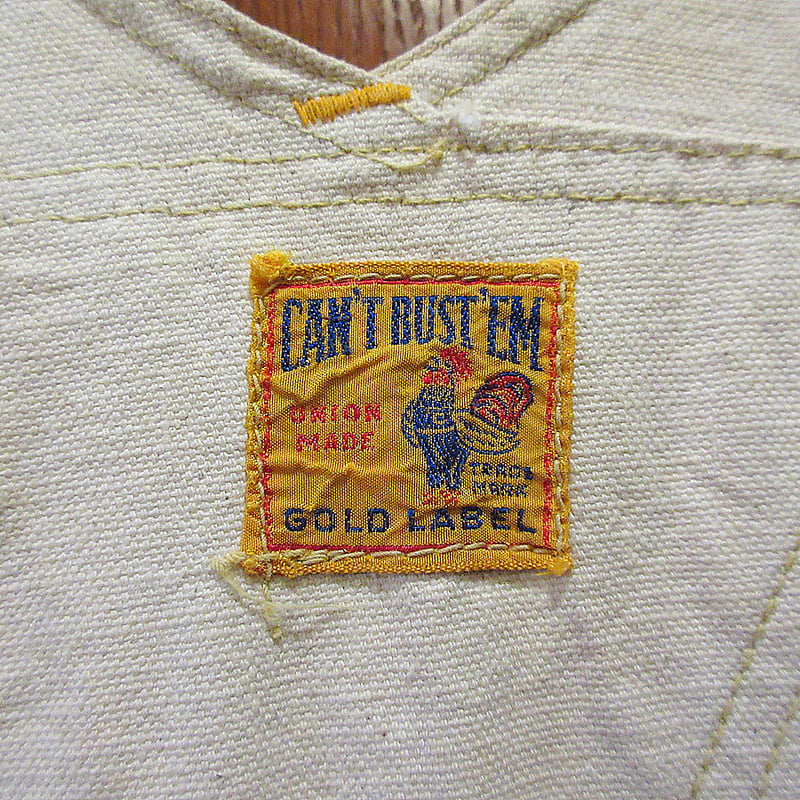 CAN'T BUST 'EM
UNION
MADE
TRADE
MARK
GOLD LABEL